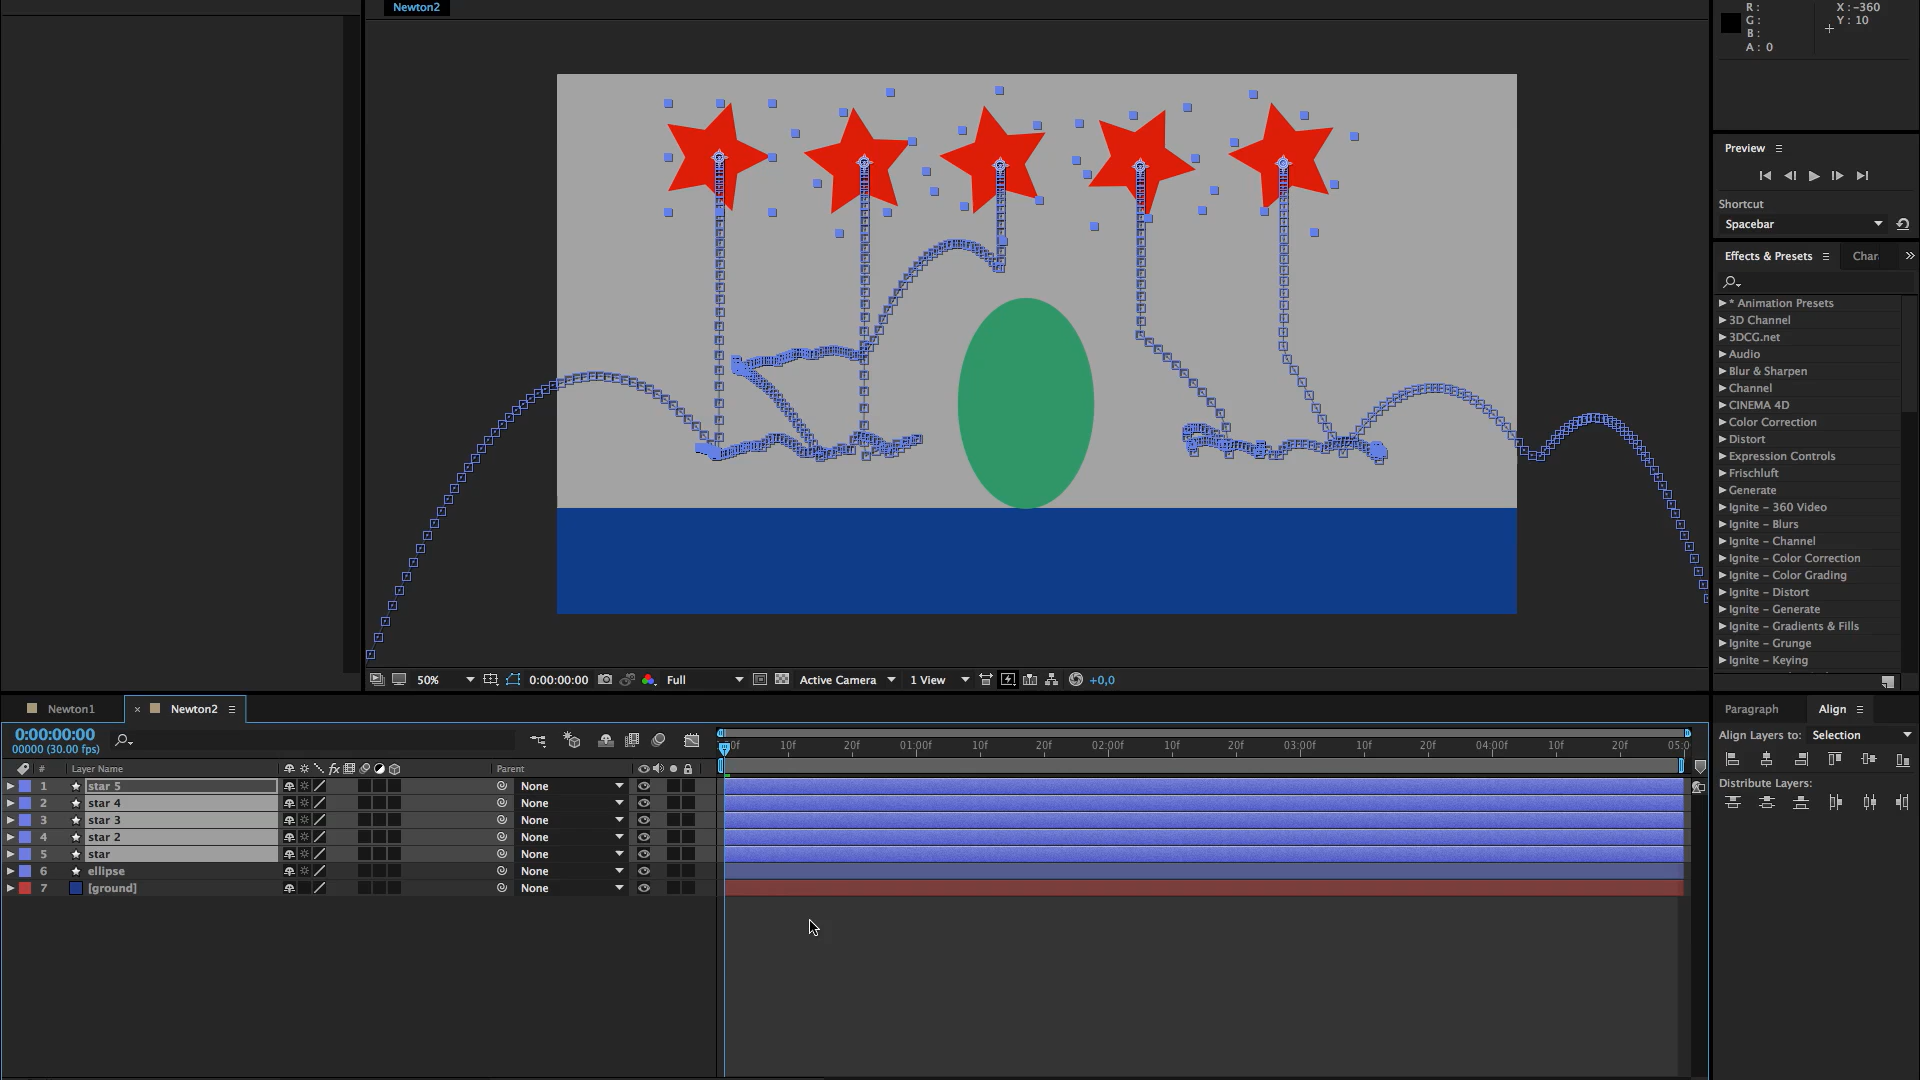 Newton2
R :
G :
B :
A : 0
X : -360
Y : 10
Preview
Shortcut
Spacebar
Effects & Presets
Char
* Animation Presets
3D Channel
3DCG.net
Audio
Blur & Sharpen
Channel
CINEMA 4D
Color Correction
Distort
Expression Controls
Frischluft
Generate
Ignite - 360 Video
Ignite - Blurs
Ignite - Channel
Ignite - Color Correction
Ignite - Color Grading
Ignite - Distort
Ignite - Generate
Ignite - Gradients & Fills
Ignite - Grunge
Ignite - Keying
50%
0:00:00:00
Full
Active Camera
1 View
+0,0
Newton1
Newton2
0:00:00:00
00000 (30.00 fps)
# Layer Name
fx
Parent
0f 10f 20f 01:00f 10f 20f 02:00f 10f 20f 03:00f 10f 20f 04:00f 10f 20f 05:0
1 star 5 None
2 star 4 None
3 star 3 None
4 star 2 None
5 star None
6 ellipse None
7 [ground] None
Paragraph
Align
Align Layers to: Selection
Distribute Layers: